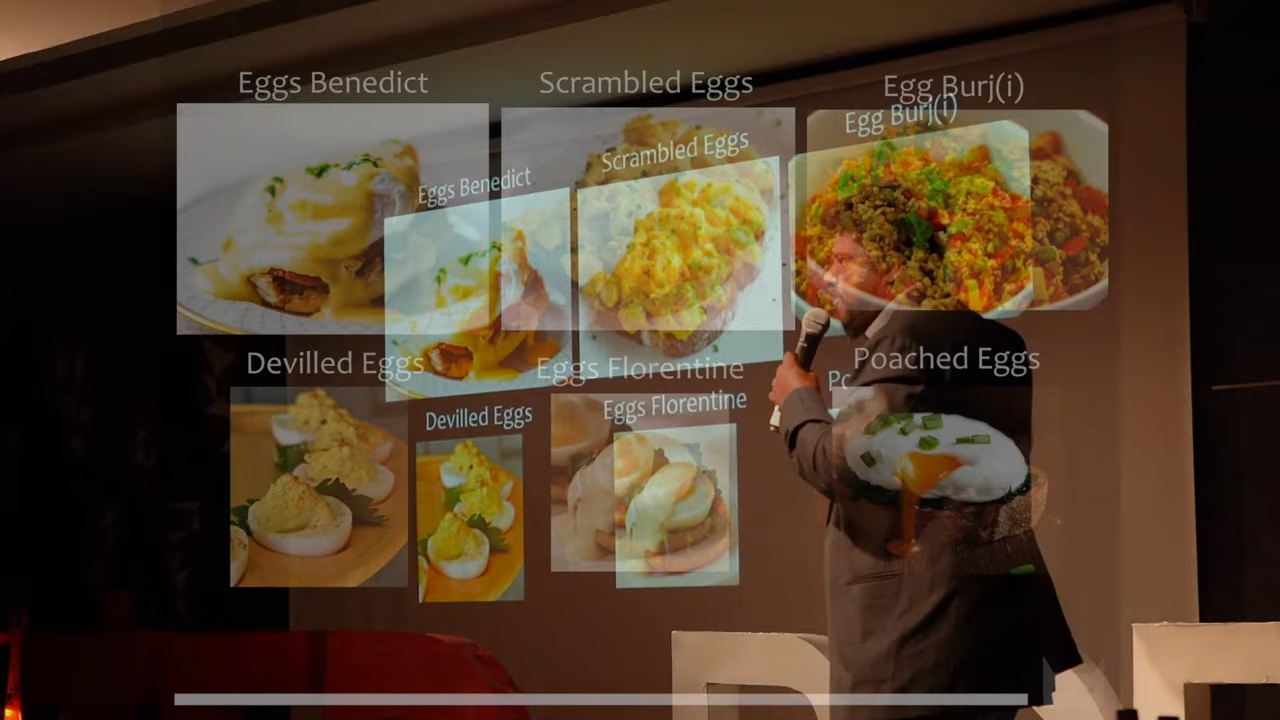 Eggs Benedict
Scrambled Eggs
Egg Burj(i)
Egg Burj(i)
Scrambled Eggs
Eggs Benedict
Devilled Eggs
Eggs Florentine
Poached Eggs
Devilled Eggs
Eggs Florentine